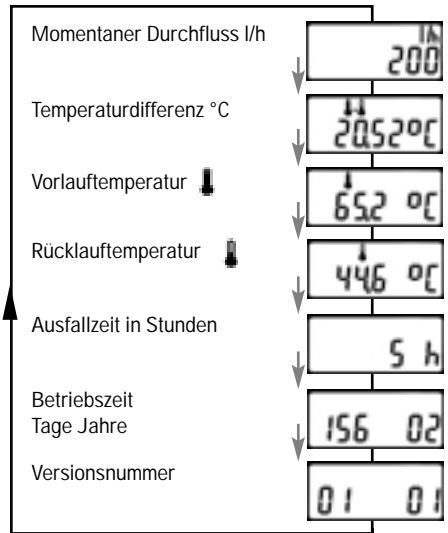 Momentaner Durchfluss l/h
l/h
200
Temperaturdifferenz °C
20.52°C
Vorlauftemperatur
65.2 °C
Rücklauftemperatur
44.6 °C
Ausfallzeit in Stunden
5 h
Betriebszeit
Tage Jahre
156 02
Versionsnummer
01 01